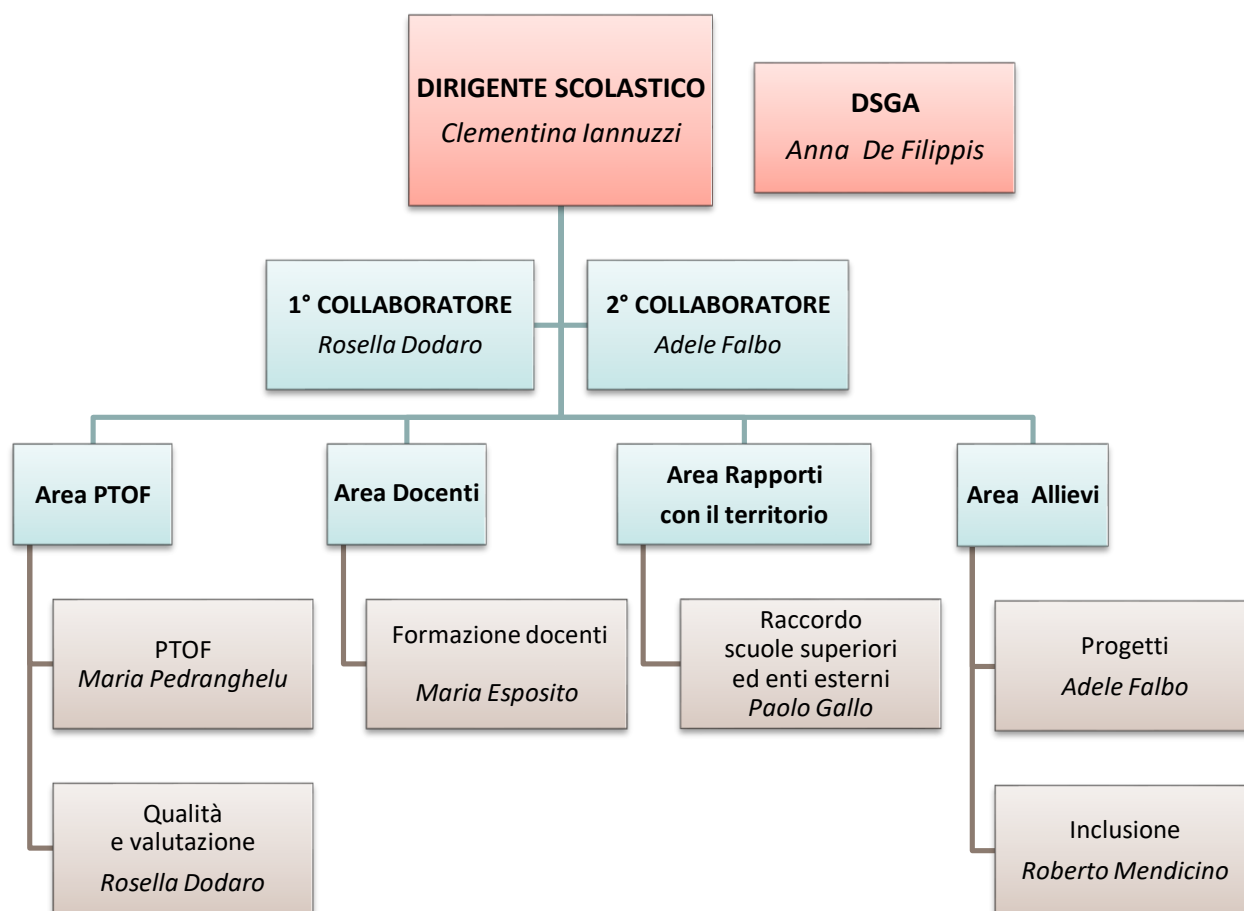 DIRIGENTE SCOLASTICO
Clementina Iannuzzi
DSGA
Anna De Filippis
1° COLLABORATORE
Rosella Dodaro
2° COLLABORATORE
Adele Falbo
Area PTOF
Area Docenti
Area Rapporti
con il territorio
Area Allievi
PTOF
Maria Pedranghelu
Formazione docenti
Maria Esposito
Raccordo
scuole superiori
ed enti esterni
Paolo Gallo
Progetti
Adele Falbo
Qualità
e valutazione
Rosella Dodaro
Inclusione
Roberto Mendicino